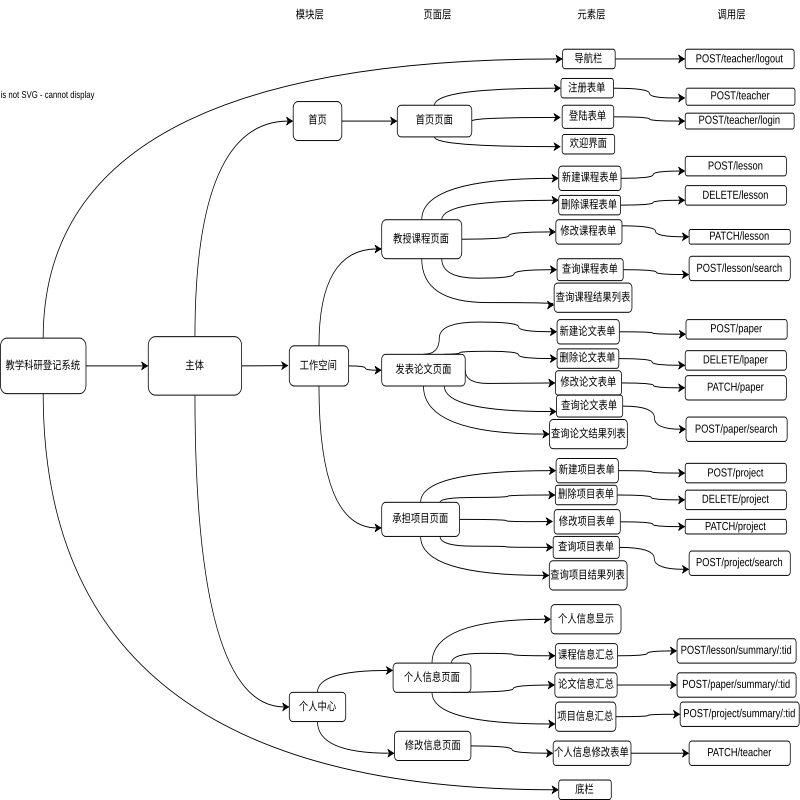 模块层
页面层
元素层
调用层
is not SVG - cannot display
导航栏
POST/teacher/logout
首页
首页页面
注册表单
POST/teacher
登陆表单
POST/teacher/login
欢迎界面
教学科研登记系统
主体
工作空间
教授课程页面
新建课程表单
POST/lesson
删除课程表单
DELETE/lesson
修改课程表单
PATCH/lesson
查询课程表单
POST/lesson/search
查询课程结果列表
发表论文页面
新建论文表单
POST/paper
删除论文表单
DELETE/lpaper
修改论文表单
PATCH/paper
查询论文表单
POST/paper/search
查询论文结果列表
承担项目页面
新建项目表单
POST/project
删除项目表单
DELETE/project
修改项目表单
PATCH/project
查询项目表单
POST/project/search
查询项目结果列表
个人中心
个人信息页面
个人信息显示
课程信息汇总
POST/lesson/summary/:tid
论文信息汇总
POST/paper/summary/:tid
项目信息汇总
POST/project/summary/:tid
修改信息页面
个人信息修改表单
PATCH/teacher
底栏